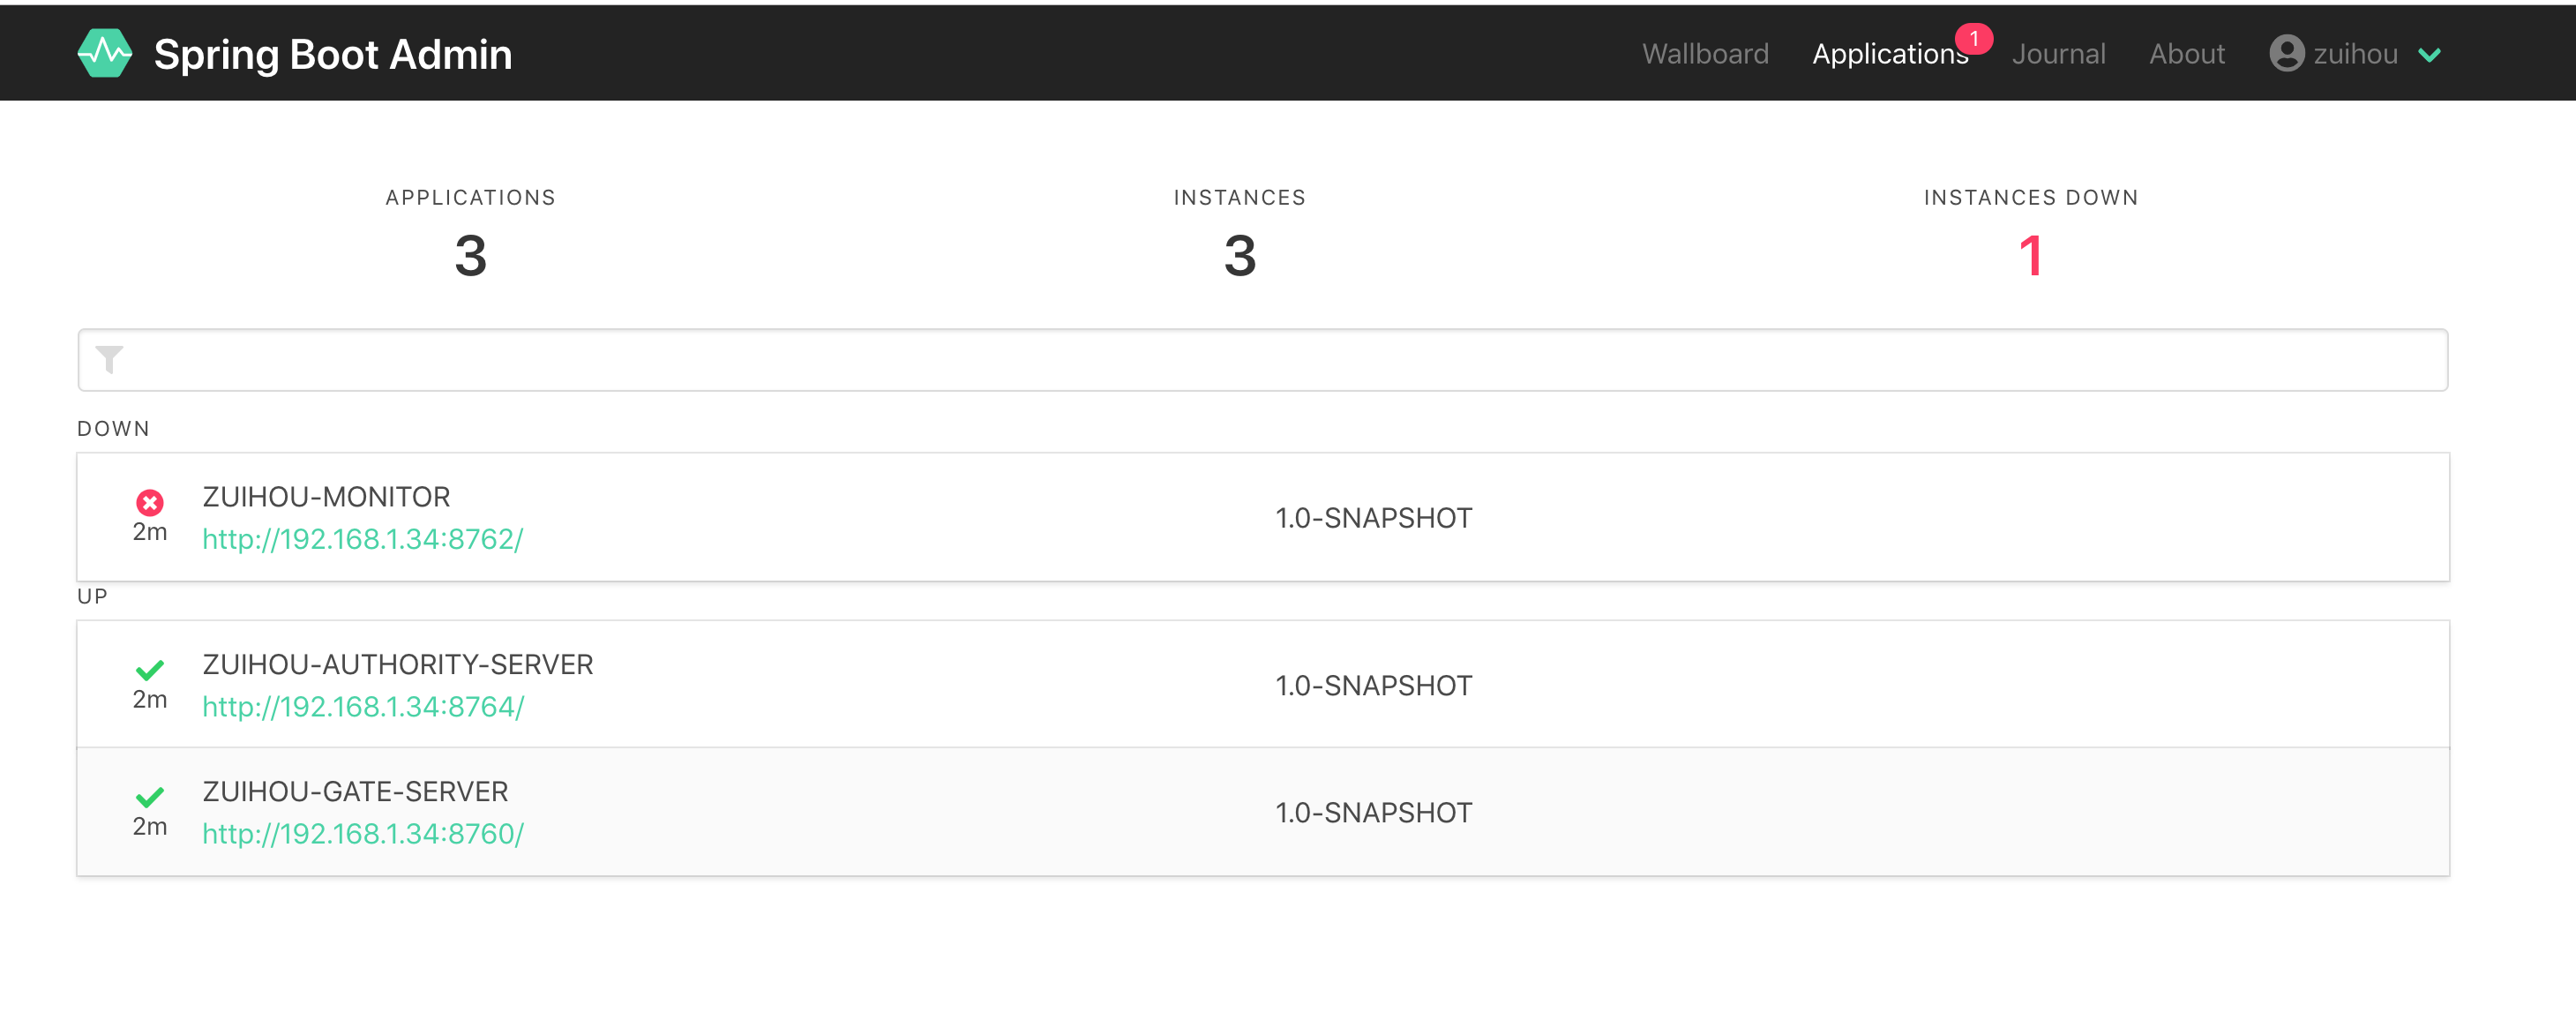 Spring Boot Admin
Wallboard Applications 1 Journal About zuihou
APPLICATIONS INSTANCES INSTANCES DOWN
3 3 1
DOWN
ZUIHOU-MONITOR
2m http://192.168.1.34:8762/ 1.0-SNAPSHOT
UP
ZUIHOU-AUTHORITY-SERVER
2m http://192.168.1.34:8764/ 1.0-SNAPSHOT
ZUIHOU-GATE-SERVER
2m http://192.168.1.34:8760/ 1.0-SNAPSHOT